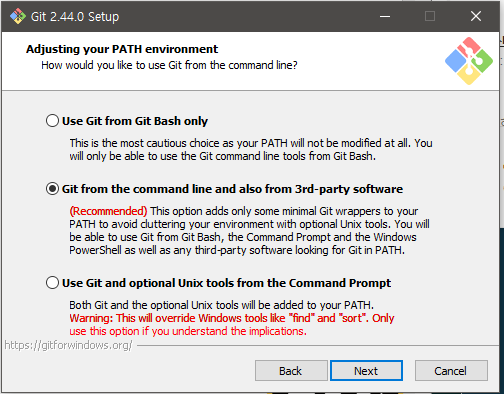 Git 2.44.0 Setup
Adjusting your PATH environment
How would you like to use Git from the command line?
Use Git from Git Bash only
This is the most cautious choice as your PATH will not be modified at all. You
will only be able to use the Git command line tools from Git Bash.
Git from the command line and also from 3rd-party software
(Recommended) This option adds only some minimal Git wrappers to your
PATH to avoid cluttering your environment with optional Unix tools. You will
be able to use Git from Git Bash, the Command Prompt and the Windows
PowerShell as well as any third-party software looking for Git in PATH.
Use Git and optional Unix tools from the Command Prompt
Both Git and the optional Unix tools will be added to your PATH.
Warning: This will override Windows tools like "find" and "sort". Only
use this option if you understand the implications.
https://gitforwindows.org/
Back Next Cancel